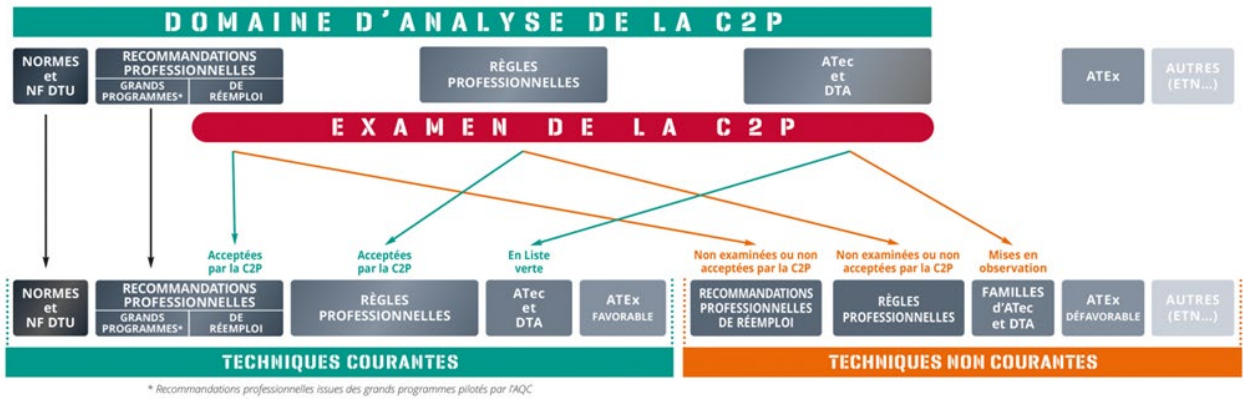 DOMAINE D'ANALYSE DE LA C2P
NORMES
et
NF DTU
RECOMMANDATIONS
PROFESSIONNELLES
GRANDS
PROGRAMMES*
DE
RÉEMPLOI
RÈGLES
PROFESSIONNELLES
ATec
et
DTA
ATEx
AUTRES
(ETN...)
EXAMEN DE LA C2P
Acceptées
par la C2P
Acceptées
par la C2P
En Liste
verte
Non examinées ou non
acceptées par la C2P
Non examinées ou non
acceptées par la C2P
Mises en
observation
NORMES
et
NF DTU
RECOMMANDATIONS
PROFESSIONNELLES
GRANDS
PROGRAMMES*
DE
RÉEMPLOI
RÈGLES
PROFESSIONNELLES
ATec
et
DTA
ATEx
FAVORABLE
RECOMMANDATIONS
PROFESSIONNELLES
DE RÉEMPLOI
RÈGLES
PROFESSIONNELLES
FAMILLES
d'ATec
et DTA
ATEx
DÉFAVORABLE
AUTRES
(ETN...)
TECHNIQUES COURANTES
TECHNIQUES NON COURANTES
* Recommandations professionnelles issues des grands programmes pilotés par l'AQC